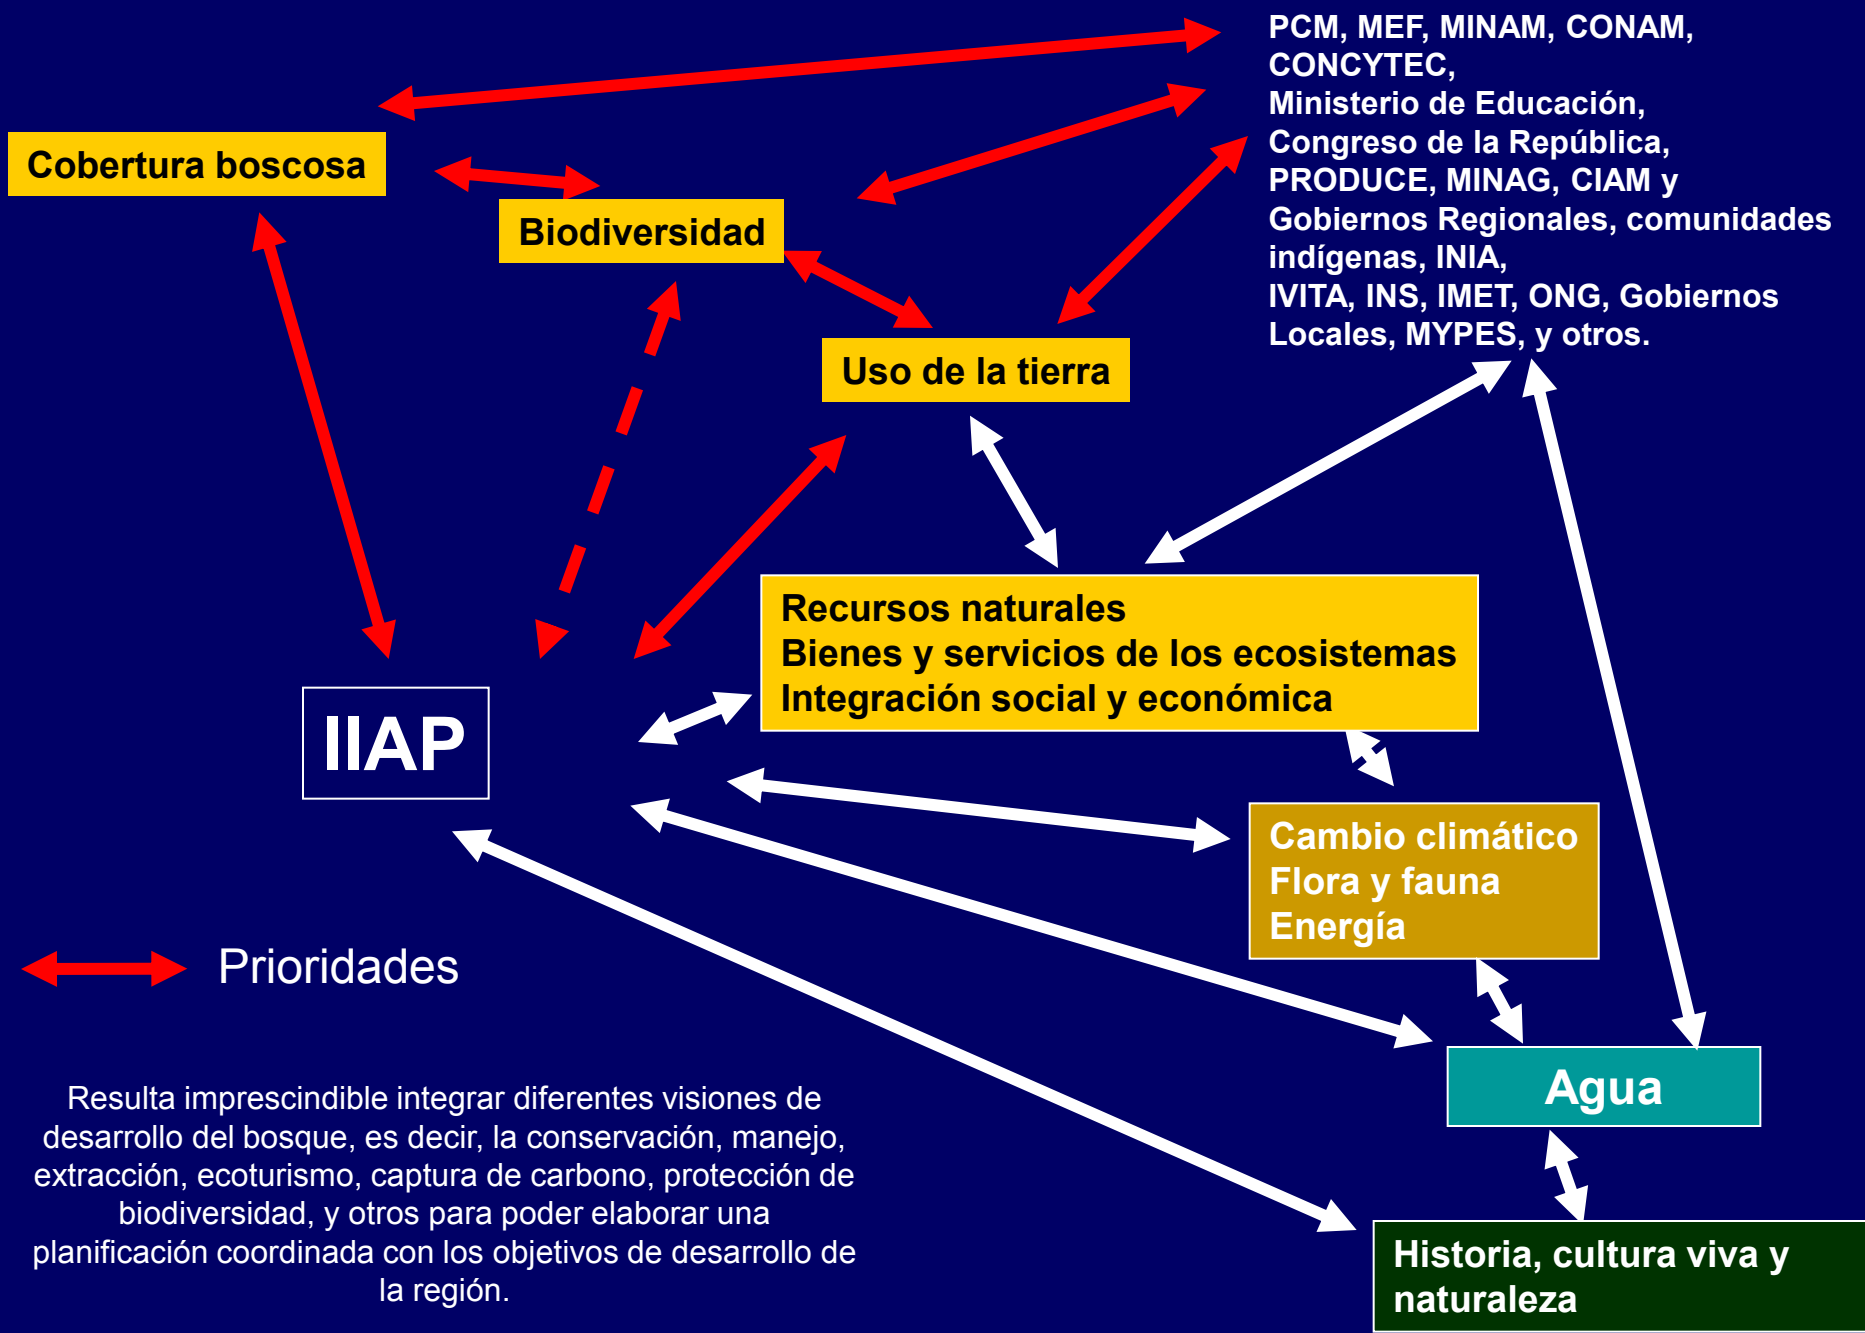 PCM, MEF, MINAM, CONAM,
CONCYTEC,
Ministerio de Educación,
Congreso de la República,
PRODUCE, MINAG, CIAM y
Gobiernos Regionales, comunidades
indígenas, INIA,
IVITA, INS, IMET, ONG, Gobiernos
Locales, MYPES, y otros.
Cobertura boscosa
Biodiversidad
Uso de la tierra
Recursos naturales
Bienes y servicios de los ecosistemas
Integración social y económica
IIAP
Cambio climático
Flora y fauna
Energía
Prioridades
Agua
Resulta imprescindible integrar diferentes visiones de
desarrollo del bosque, es decir, la conservación, manejo,
extracción, ecoturismo, captura de carbono, protección de
biodiversidad, y otros para poder elaborar una
planificación coordinada con los objetivos de desarrollo de
la región.
Historia, cultura viva y
naturaleza